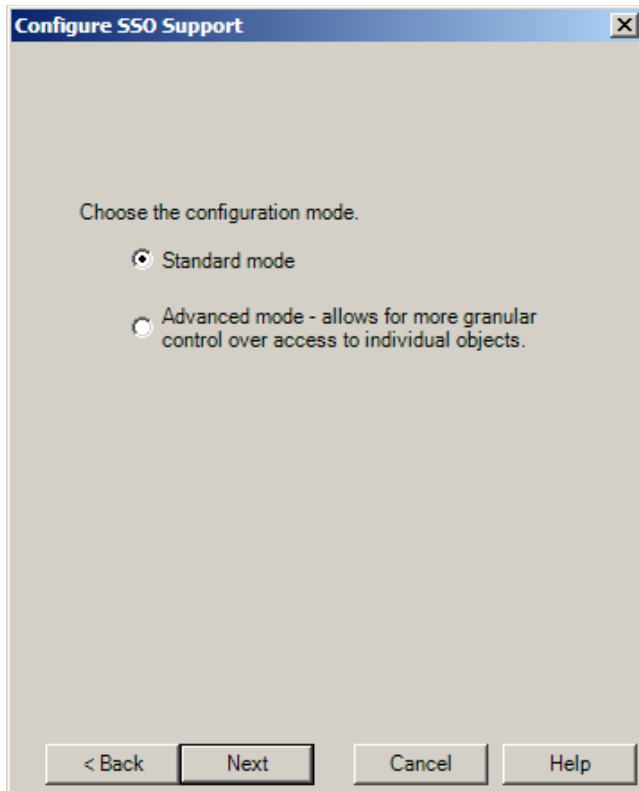 Configure SSO Support
Choose the configuration mode.
Standard mode
Advanced mode - allows for more granular
control over access to individual objects.
< Back Next Cancel Help